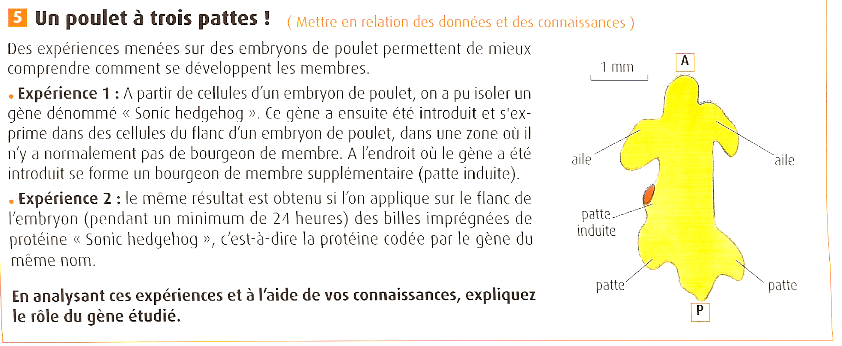 5 Un poulet à trois pattes ! ( Mettre en relation des données et des connaissances )
Des expériences menées sur des embryons de poulet permettent de mieux
comprendre comment se développent les membres.
• Expérience 1 : A partir de cellules d'un embryon de poulet, on a pu isoler un
gène dénommé « Sonic hedgehog ». Ce gène a ensuite été introduit et s'ex-
prime dans des cellules du flanc d'un embryon de poulet, dans une zone où il
n'y a normalement pas de bourgeon de membre. A l'endroit où le gène a été
introduit se forme un bourgeon de membre supplémentaire (patte induite).
• Expérience 2 : le même résultat est obtenu si l'on applique sur le flanc de
l'embryon (pendant un minimum de 24 heures) des billes imprégnées de
protéine « Sonic hedgehog », c'est-à-dire la protéine codée par le gène du
même nom.
En analysant ces expériences et à l'aide de vos connaissances, expliquez
le rôle du gène étudié.
1 mm
A
aile
aile
patte
induite
patte
patte
P